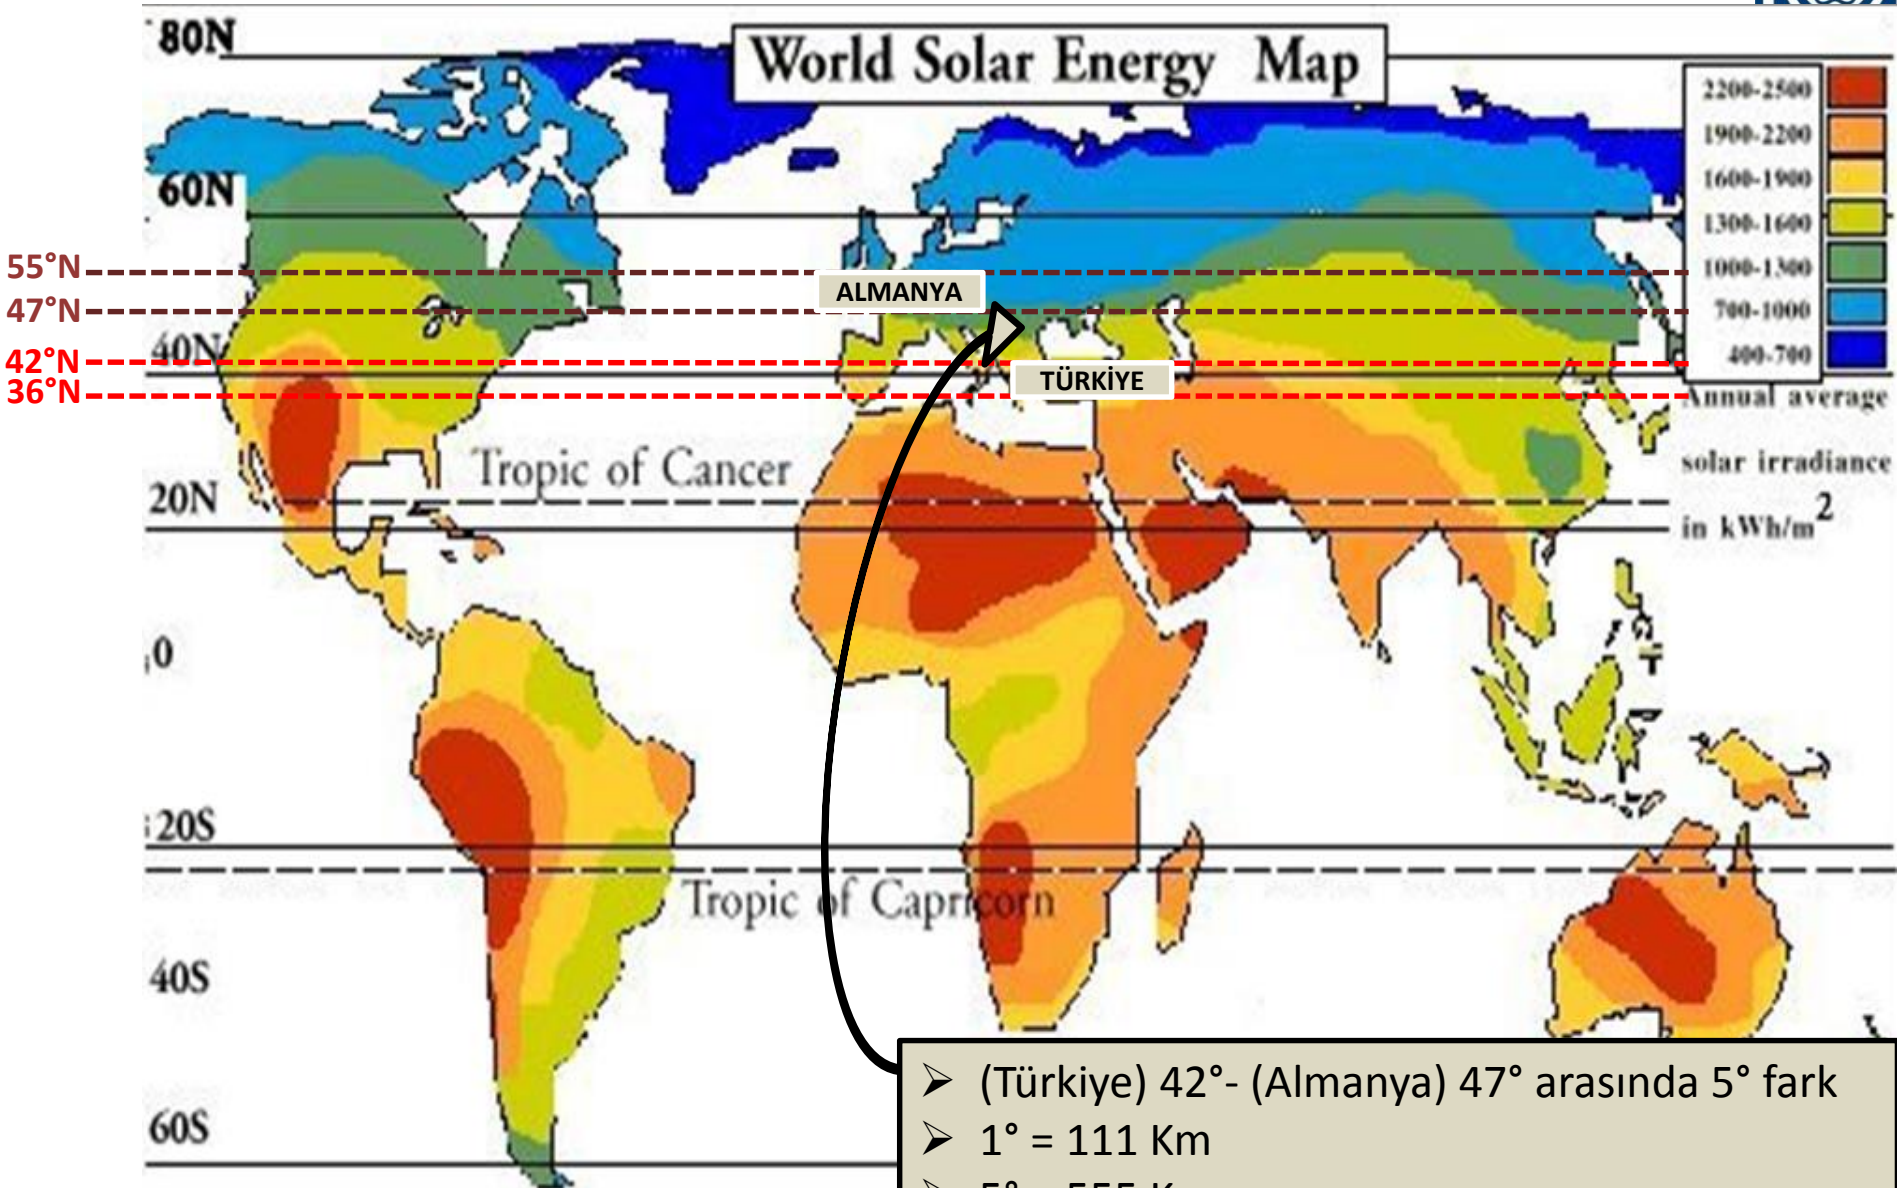 80N
World Solar Energy Map
2200-2500
1900-2200
1600-1900
60N
1300-1600
1000-1300
55°N
ALMANYA
700-1000
47°N
400-700
40N
42°N
TÜRKİYE
36°N
Annual average
Tropic of Cancer
solar irradiance
20N
in kWh/m2
0
20S
Tropic of Capricorn
40S
➢ (Türkiye) 42°- (Almanya) 47° arasında 5° fark
60S
➢ 1° = 111 Km